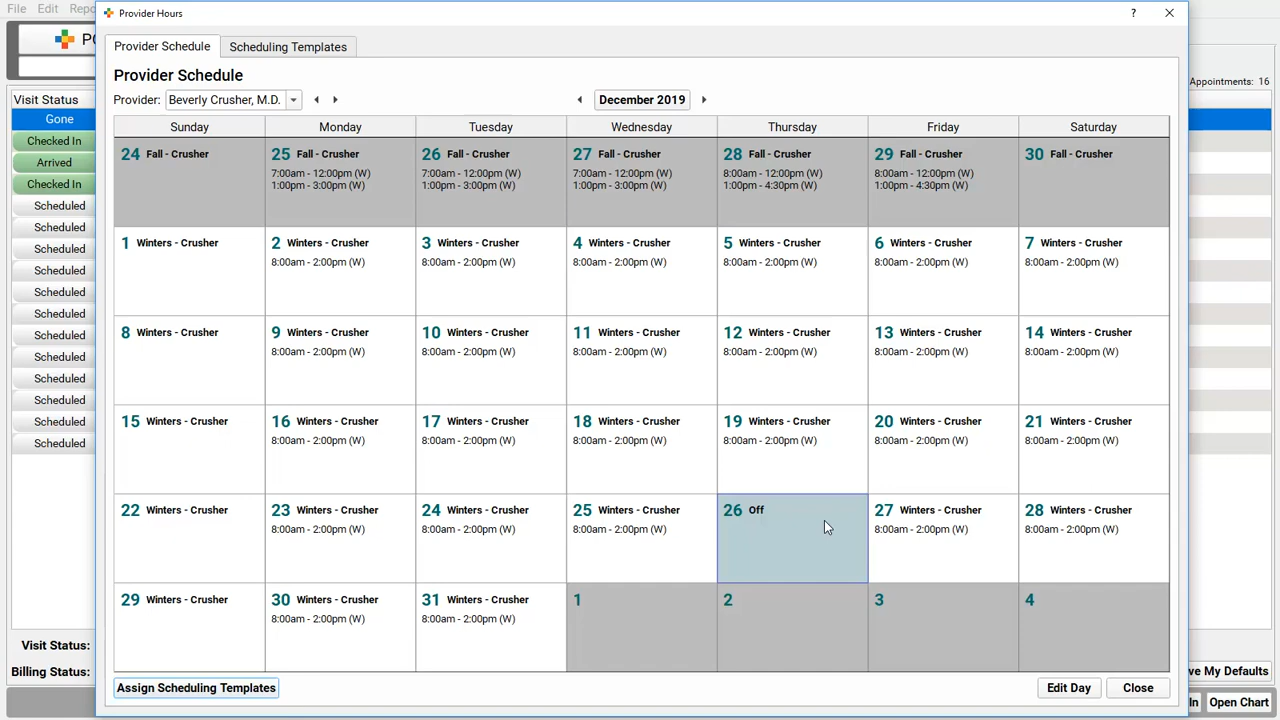 File Edit Repo
Provider Hours
?
PC
Provider Schedule Scheduling Templates
Provider Schedule
Appointments: 16
Provider: Beverly Crusher, M.D. December 2019
Visit Status
Gone
Checked In
Arrived
Checked In
Scheduled
Scheduled
Scheduled
Scheduled
Scheduled
Scheduled
Scheduled
Scheduled
Scheduled
Scheduled
Scheduled
Scheduled
Sunday Monday Tuesday Wednesday Thursday Friday Saturday
24 Fall - Crusher
25 Fall - Crusher
7:00am - 12:00pm (W)
1:00pm - 3:00pm (W)
26 Fall - Crusher
7:00am - 12:00pm (W)
1:00pm - 3:00pm (W)
27 Fall - Crusher
7:00am - 12:00pm (W)
1:00pm - 3:00pm (W)
28 Fall - Crusher
8:00am - 12:00pm (W)
1:00pm - 4:30pm (W)
29 Fall - Crusher
8:00am - 12:00pm (W)
1:00pm - 4:30pm (W)
30 Fall - Crusher
1 Winters - Crusher
2 Winters - Crusher
8:00am - 2:00pm (W)
3 Winters - Crusher
8:00am - 2:00pm (W)
4 Winters - Crusher
8:00am - 2:00pm (W)
5 Winters - Crusher
8:00am - 2:00pm (W)
6 Winters - Crusher
8:00am - 2:00pm (W)
7 Winters - Crusher
8:00am - 2:00pm (W)
8 Winters - Crusher
9 Winters - Crusher
8:00am - 2:00pm (W)
10 Winters - Crusher
8:00am - 2:00pm (W)
11 Winters - Crusher
8:00am - 2:00pm (W)
12 Winters - Crusher
8:00am - 2:00pm (W)
13 Winters - Crusher
8:00am - 2:00pm (W)
14 Winters - Crusher
8:00am - 2:00pm (W)
15 Winters - Crusher
16 Winters - Crusher
8:00am - 2:00pm (W)
17 Winters - Crusher
8:00am - 2:00pm (W)
18 Winters - Crusher
8:00am - 2:00pm (W)
19 Winters - Crusher
8:00am - 2:00pm (W)
20 Winters - Crusher
8:00am - 2:00pm (W)
21 Winters - Crusher
8:00am - 2:00pm (W)
22 Winters - Crusher
23 Winters - Crusher
8:00am - 2:00pm (W)
24 Winters - Crusher
8:00am - 2:00pm (W)
25 Winters - Crusher
8:00am - 2:00pm (W)
26 Off
27 Winters - Crusher
8:00am - 2:00pm (W)
28 Winters - Crusher
8:00am - 2:00pm (W)
29 Winters - Crusher
30 Winters - Crusher
8:00am - 2:00pm (W)
31 Winters - Crusher
8:00am - 2:00pm (W)
1
2
3
4
Visit Status:
Billing Status:
ve My Defaults
Assign Scheduling Templates Edit Day Close
In Open Chart